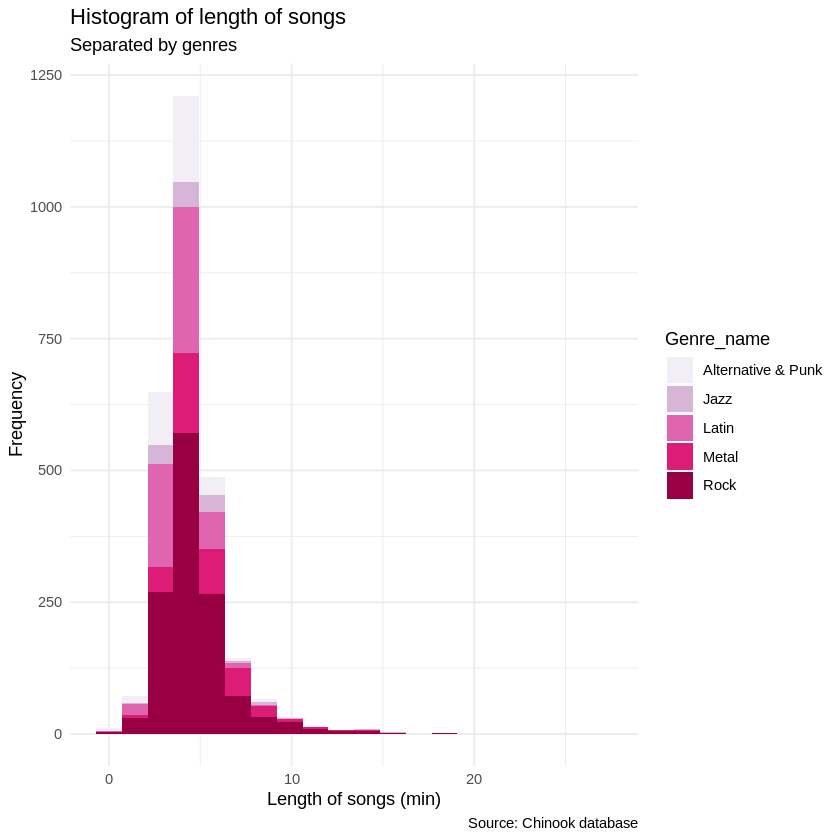 Histogram of length of songs
Separated by genres
1250
1000
750
500
250
0
Frequency
0 10 20
Length of songs (min)
Source: Chinook database
Genre_name
Alternative & Punk
Jazz
Latin
Metal
Rock